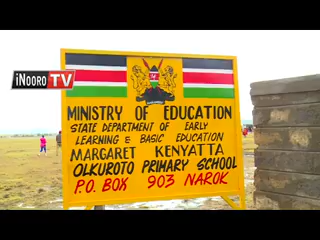 iNOORO TV
MINISTRY OF EDUCATION
STATE DEPARTMENT OF EARLY
LEARNING & BASIC EDUCATION
MARGARET KENYATTA
OLKUROTO PRIMARY SCHOOL
P.O. BOX 903 NAROK